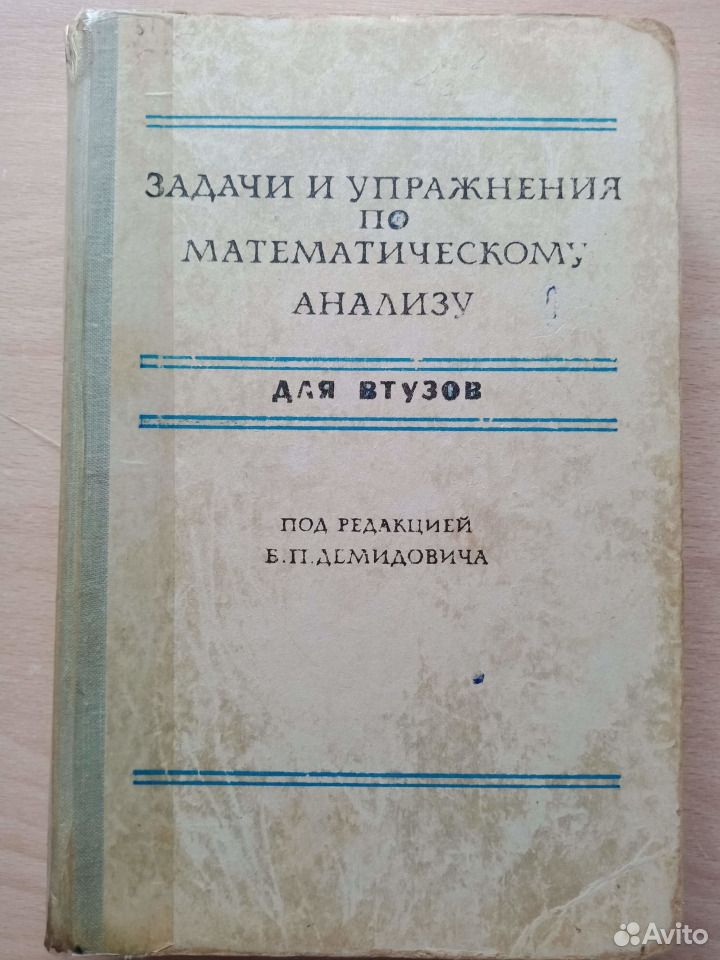 ЗАДАЧИ И УПРАЖНЕНИЯ
ПО
МАТЕМАТИЧЕСКОМУ
АНАЛИЗУ
ДЛЯ ВТУЗОВ
ПОД РЕДАКЦИЕЙ
Б.П.ДЕМИДОВИЧА
Avito